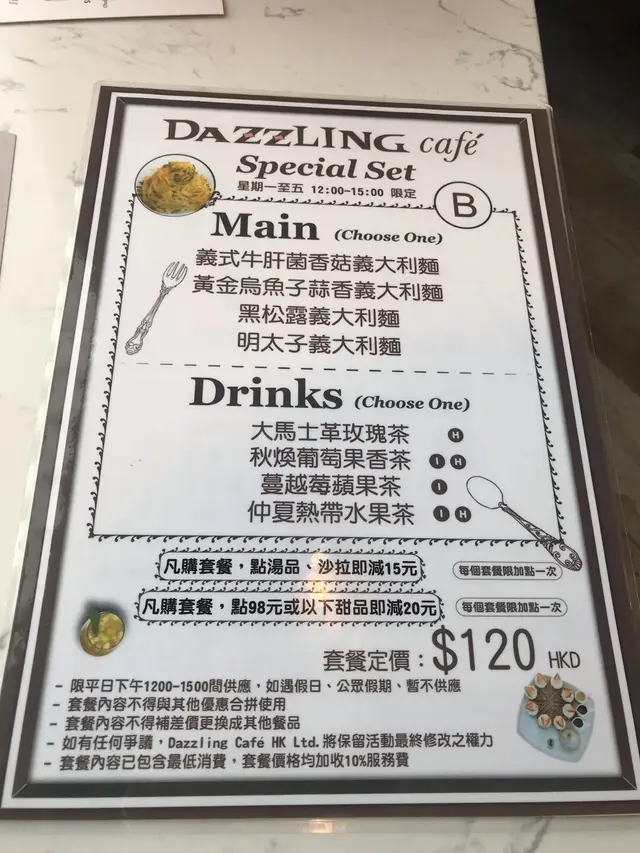 DAZZLING café
Special Set
星期一至五 12:00-15:00 限定
B
Main (Choose One)
義式牛肝菌香菇義大利麵
黃金烏魚子蒜香義大利麵
黑松露義大利麵
明太子義大利麵
Drinks (Choose One)
大馬士革玫瑰茶 H
秋煥葡萄果香茶 I H
蔓越莓蘋果茶 I
仲夏熱帶水果茶 I H
凡購套餐，點湯品、沙拉即減15元 每個套餐限加點一次
凡購套餐，點98元或以下甜品即減20元 每個套餐限加點一次
套餐定價：$120 HKD
- 限平日下午1200-1500間供應，如遇假日、公眾假期、暫不供應
- 套餐內容不得與其他優惠合拼使用
- 套餐內容不得補差價更換成其他餐品
- 如有任何爭議，Dazzling Café HK Ltd.將保留活動最終修改之權力
- 套餐內容已包含最低消費，套餐價格均加收10%服務費